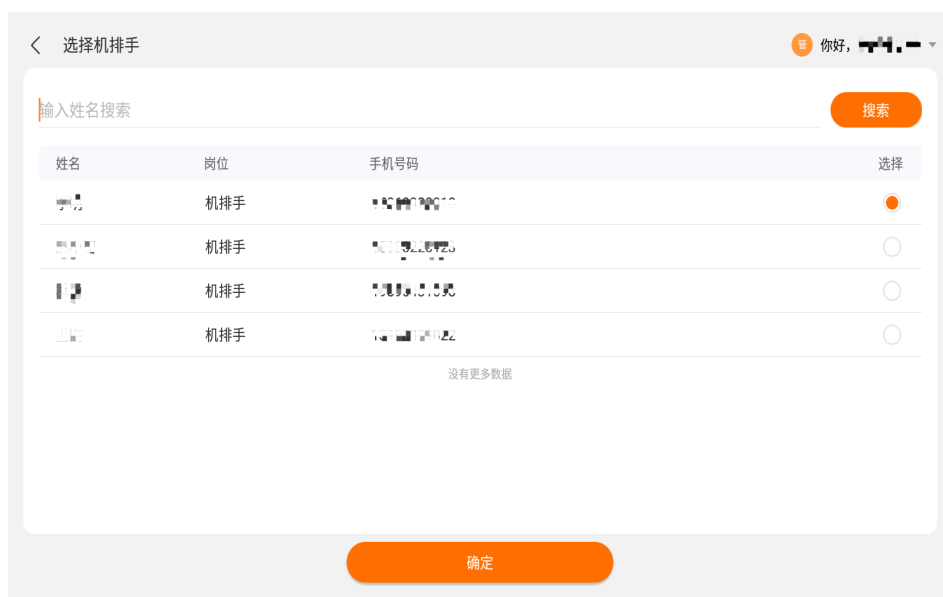 选择机排手
管 你好，
输入姓名搜索 搜索
姓名 岗位 手机号码 选择
机排手
机排手
机排手
机排手
没有更多数据
确定